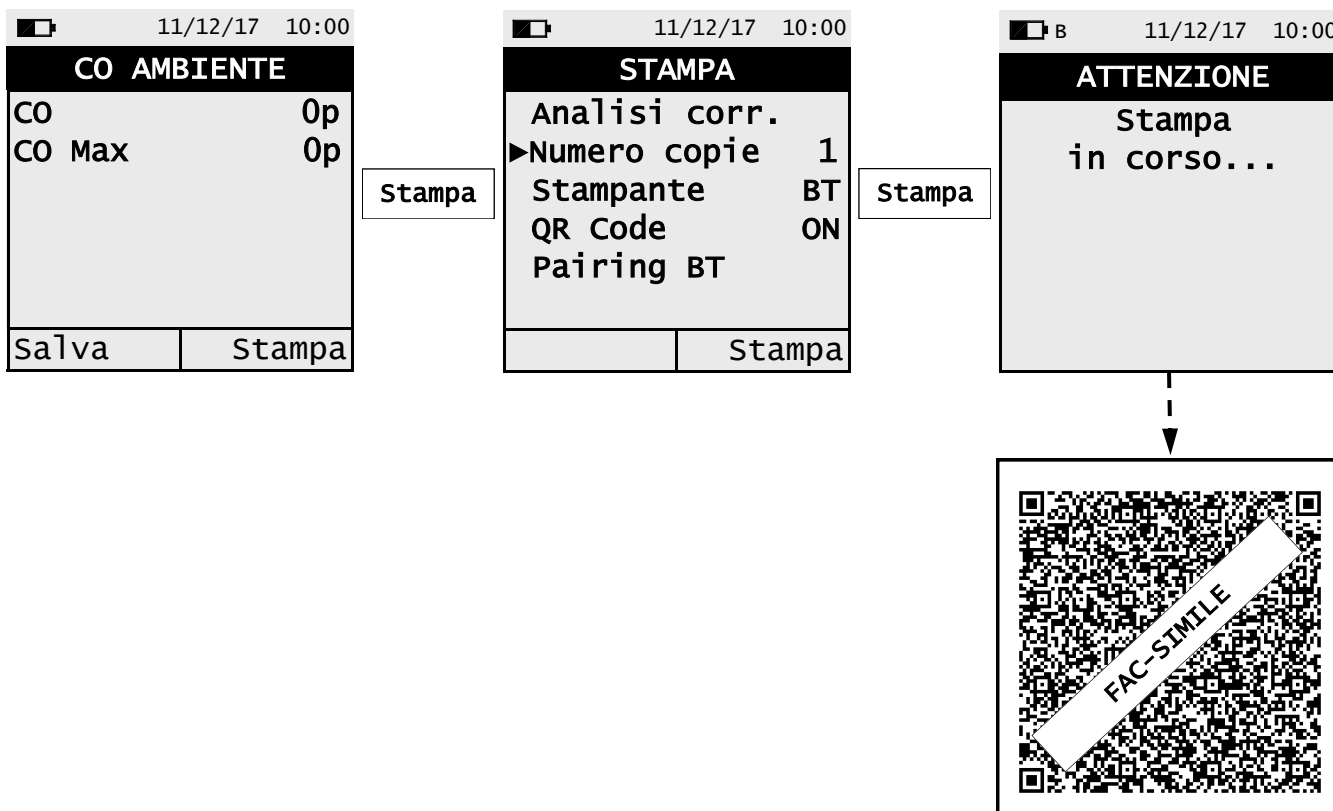 11/12/17 10:00
CO AMBIENTE
CO 0p
CO Max 0p
Salva Stampa
Stampa
11/12/17 10:00
STAMPA
Analisi corr.
▶Numero copie 1
Stampante BT
QR Code ON
Pairing BT
Stampa
Stampa
B 11/12/17 10:00
ATTENZIONE
Stampa
in corso...
FAC-SIMILE